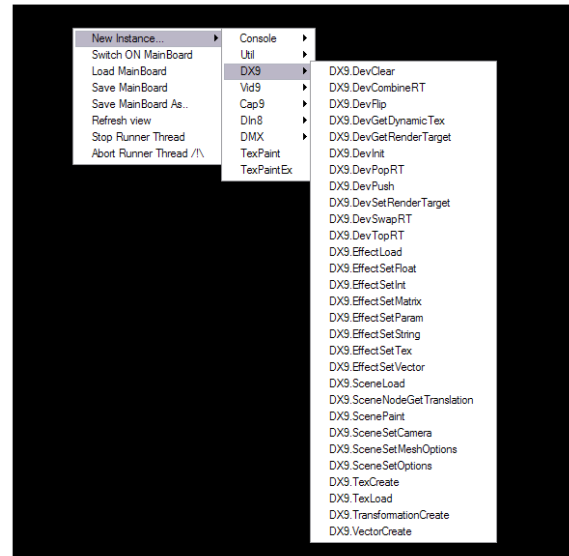 New Instance...
Switch ON MainBoard
Load MainBoard
Save MainBoard
Save MainBoard As..
Refresh view
Stop Runner Thread
Abort Runner Thread /!\
Console
Util
DX9
Vid9
Cap9
DIn8
DMX
TexPaint
TexPaintEx
DX9.DevClear
DX9.DevCombineRT
DX9.DevFlip
DX9.DevGetDynamicTex
DX9.DevGetRenderTarget
DX9.DevInit
DX9.DevPopRT
DX9.DevPush
DX9.DevSetRenderTarget
DX9.DevSwapRT
DX9.DevTopRT
DX9.EffectLoad
DX9.EffectSetFloat
DX9.EffectSetInt
DX9.EffectSetMatrix
DX9.EffectSetParam
DX9.EffectSetString
DX9.EffectSetTex
DX9.EffectSetVector
DX9.SceneLoad
DX9.SceneNodeGetTranslation
DX9.ScenePaint
DX9.SceneSetCamera
DX9.SceneSetMeshOptions
DX9.SceneSetOptions
DX9.TexCreate
DX9.TexLoad
DX9.TransformationCreate
DX9.VectorCreate